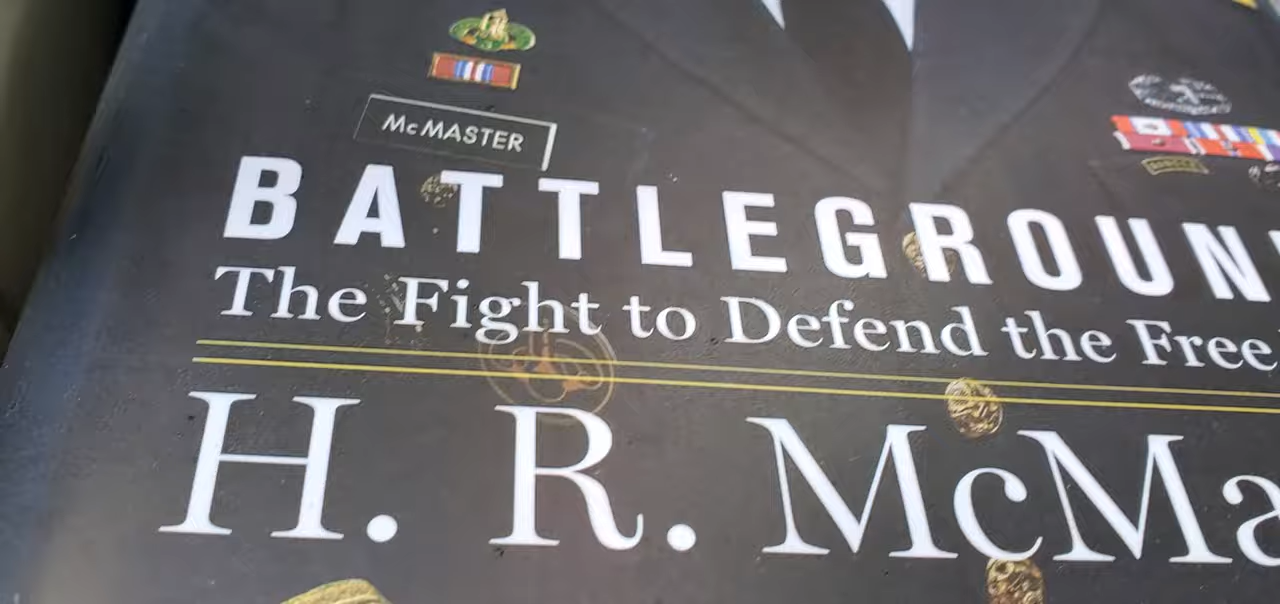 McMASTER
BATTLEGROUN
The Fight to Defend the Free
H. R. McMa